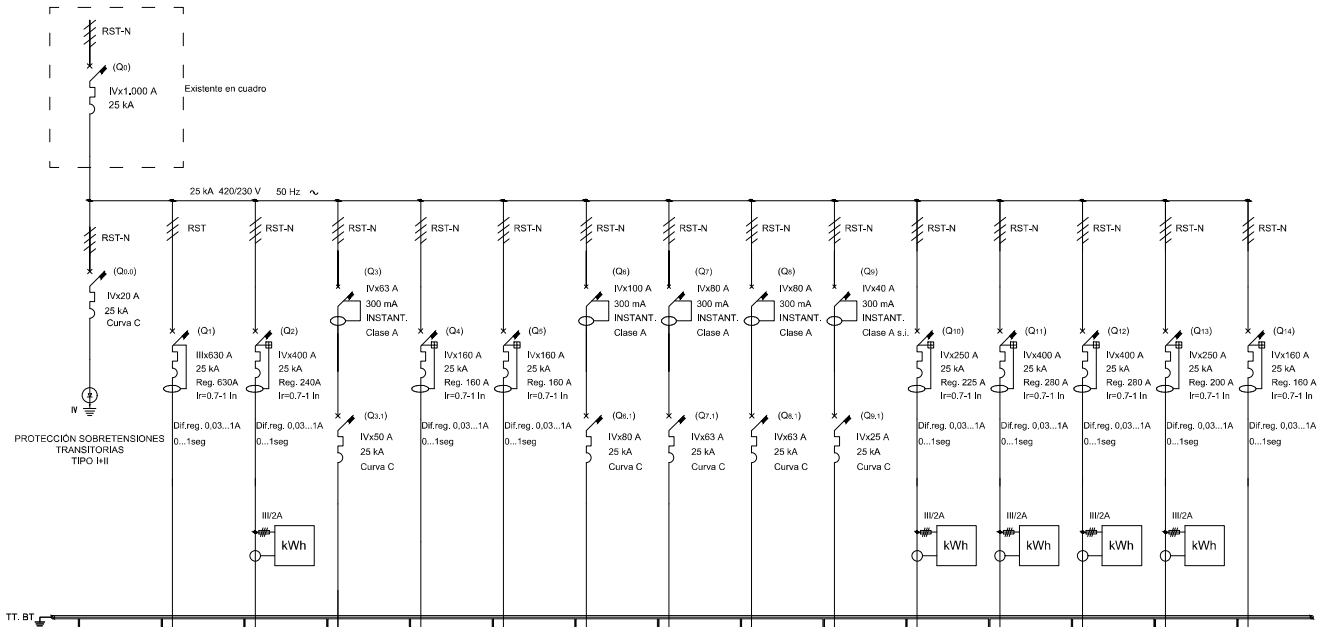 RST-N
(Q0)
IVx1.000 A
25 kA
Existente en cuadro
25 kA 420/230 V 50 Hz ~
RST-N
(Q0.0)
IVx20 A
25 kA
Curva C
IV
PROTECCIÓN SOBRETENSIONES
TRANSITORIAS
TIPO I+II
RST
(Q1)
IIIx630 A
25 kA
Reg. 630A
Ir=0.7-1 In
Dif.reg. 0,03...1A
0...1seg
RST-N
(Q2)
IVx400 A
25 kA
Reg. 240A
Ir=0.7-1 In
Dif.reg. 0,03...1A
0...1seg
III/2A
kWh
RST-N
(Q3)
IVx63 A
300 mA
INSTANT.
Clase A
(Q3.1)
IVx50 A
25 kA
Curva C
RST-N
(Q4)
IVx160 A
25 kA
Reg. 160 A
Ir=0.7-1 In
Dif.reg. 0,03...1A
0...1seg
RST-N
(Q5)
IVx160 A
25 kA
Reg. 160 A
Ir=0.7-1 In
Dif.reg. 0,03...1A
0...1seg
RST-N
(Q6)
IVx100 A
300 mA
INSTANT.
Clase A
(Q6.1)
IVx80 A
25 kA
Curva C
RST-N
(Q7)
IVx80 A
300 mA
INSTANT.
Clase A
(Q7.1)
IVx63 A
25 kA
Curva C
RST-N
(Q8)
IVx80 A
300 mA
INSTANT.
Clase A
(Q8.1)
IVx63 A
25 kA
Curva C
RST-N
(Q9)
IVx40 A
300 mA
INSTANT.
Clase A s.i.
(Q9.1)
IVx25 A
25 kA
Curva C
RST-N
(Q10)
IVx250 A
25 kA
Reg. 225 A
Ir=0.7-1 In
Dif.reg. 0,03...1A
0...1seg
III/2A
kWh
RST-N
(Q11)
IVx400 A
25 kA
Reg. 280 A
Ir=0.7-1 In
Dif.reg. 0,03...1A
0...1seg
III/2A
kWh
RST-N
(Q12)
IVx400 A
25 kA
Reg. 280 A
Ir=0.7-1 In
Dif.reg. 0,03...1A
0...1seg
III/2A
kWh
RST-N
(Q13)
IVx250 A
25 kA
Reg. 200 A
Ir=0.7-1 In
Dif.reg. 0,03...1A
0...1seg
III/2A
kWh
RST-N
(Q14)
IVx160 A
25 kA
Reg. 160 A
Ir=0.7-1 In
Dif.reg. 0,03...1A
0...1seg
TT. BT